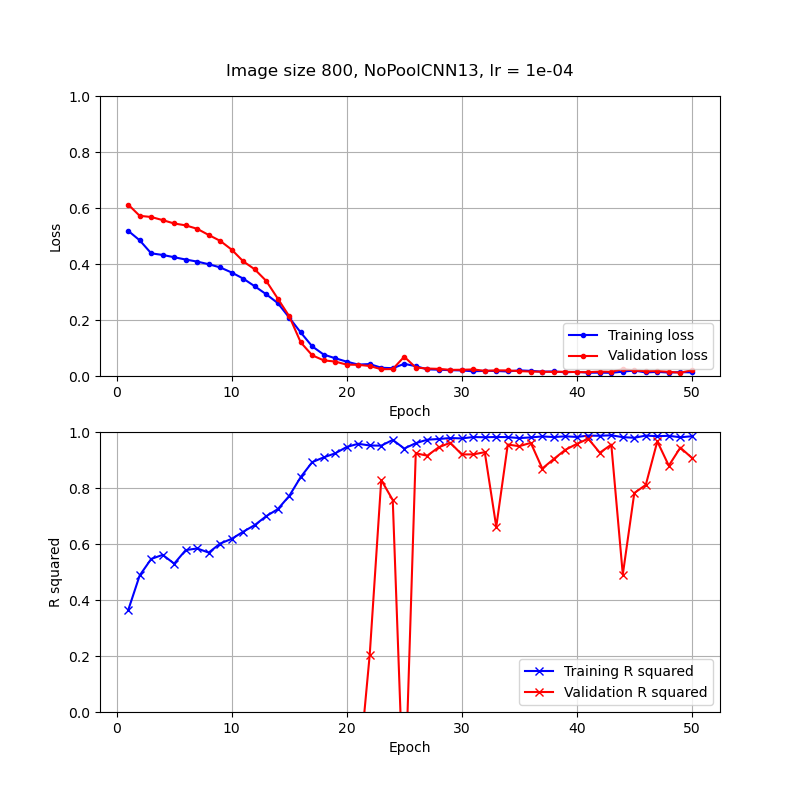 Image size 800, NoPoolCNN13, lr = 1e-04
1.0
0.8
0.6
0.4
0.2
0.0
Loss
0 10 20 30 40 50
Epoch
Training loss
Validation loss
1.0
0.8
0.6
0.4
0.2
0.0
R squared
0 10 20 30 40 50
Epoch
Training R squared
Validation R squared